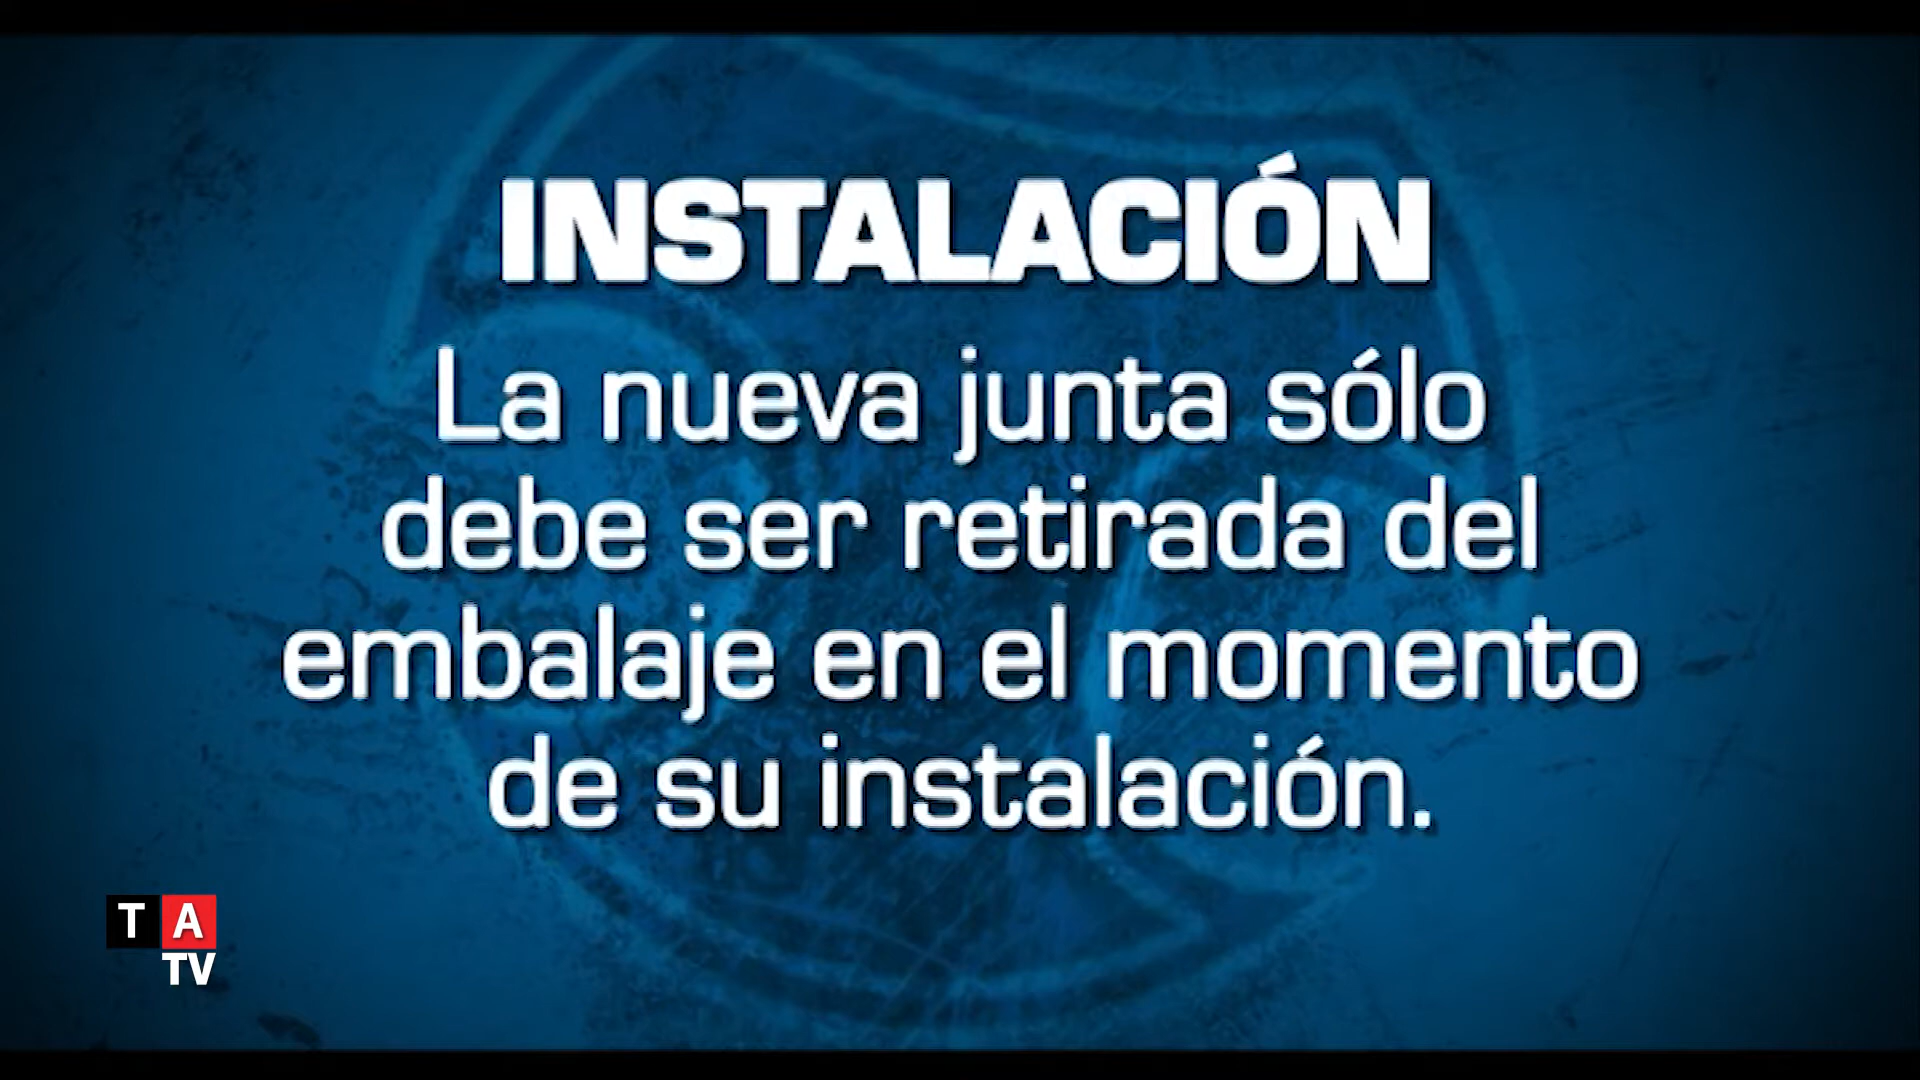 INSTALACIÓN
La nueva junta sólo
debe ser retirada del
embalaje en el momento
de su instalación.
T A
TV